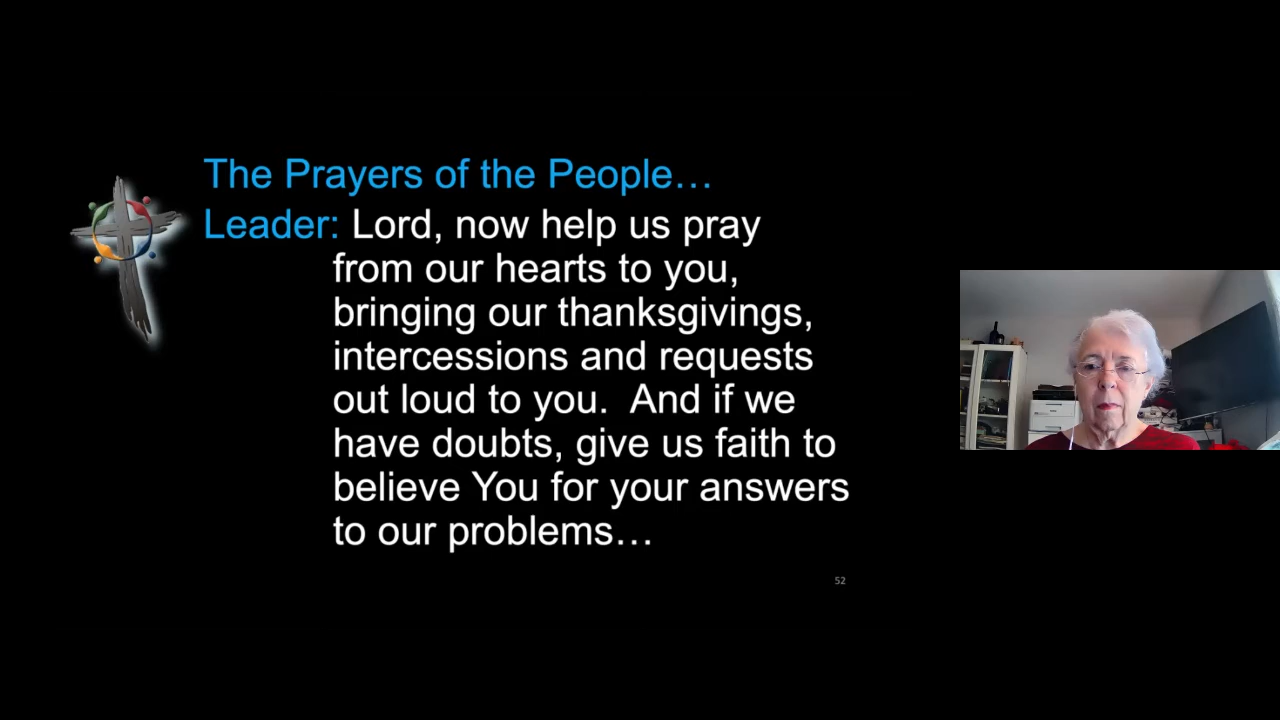 The Prayers of the People…
Leader: Lord, now help us pray
from our hearts to you,
bringing our thanksgivings,
intercessions and requests
out loud to you.  And if we
have doubts, give us faith to
believe You for your answers
to our problems…
52